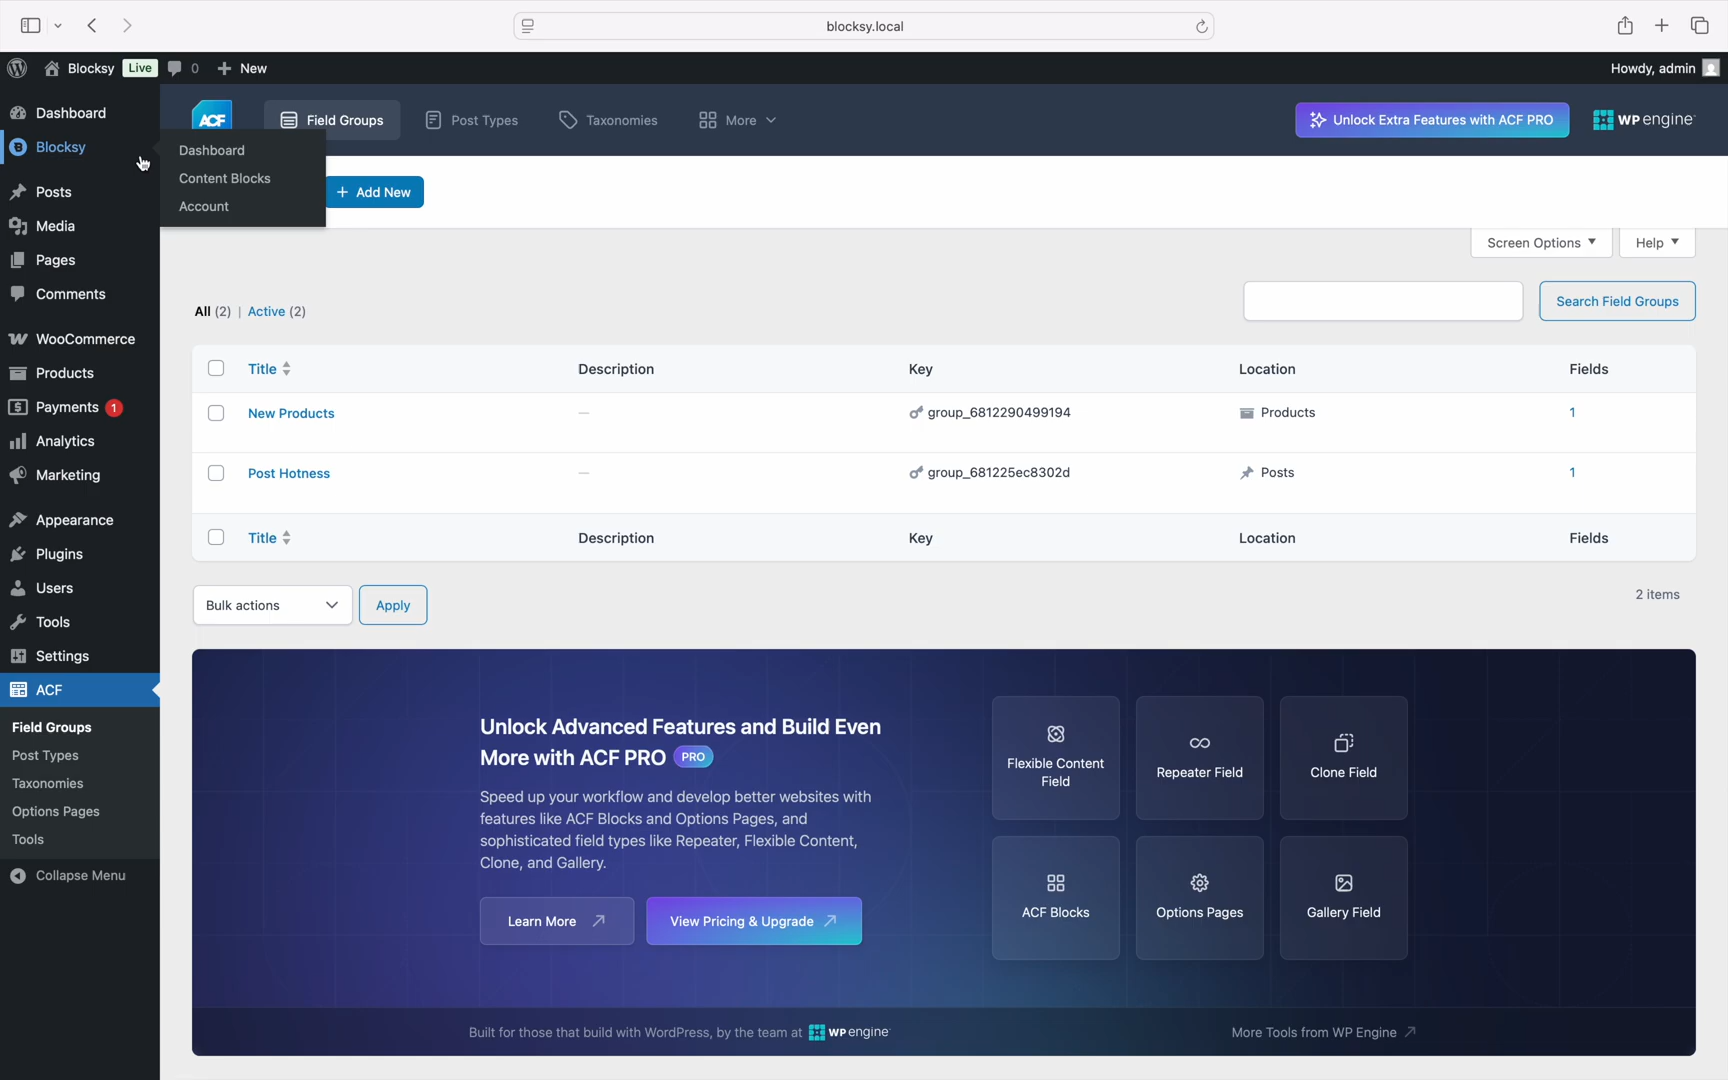 blocksy.local
Blocksy Live 0 New
Howdy, admin
Dashboard
Blocksy
Posts
Media
Pages
Comments
WooCommerce
Products
Payments 1
Analytics
Marketing
Appearance
Plugins
Users
Tools
Settings
ACF
Field Groups
Post Types
Taxonomies
Options Pages
Tools
Collapse Menu
Dashboard
Content Blocks
Account
ACF
Field Groups
Post Types
Taxonomies
More
Unlock Extra Features with ACF PRO
WP engine
Add New
Screen Options
Help
All (2) | Active (2)
Search Field Groups
Title Description Key Location Fields
New Products — group_6812290499194 Products 1
Post Hotness — group_681225ec8302d Posts 1
Title Description Key Location Fields
Bulk actions
Apply
2 items
Unlock Advanced Features and Build Even
More with ACF PRO PRO
Speed up your workflow and develop better websites with
features like ACF Blocks and Options Pages, and
sophisticated field types like Repeater, Flexible Content,
Clone, and Gallery.
Learn More
View Pricing & Upgrade
Flexible Content
Field
Repeater Field
Clone Field
ACF Blocks
Options Pages
Gallery Field
Built for those that build with WordPress, by the team at WP engine
More Tools from WP Engine